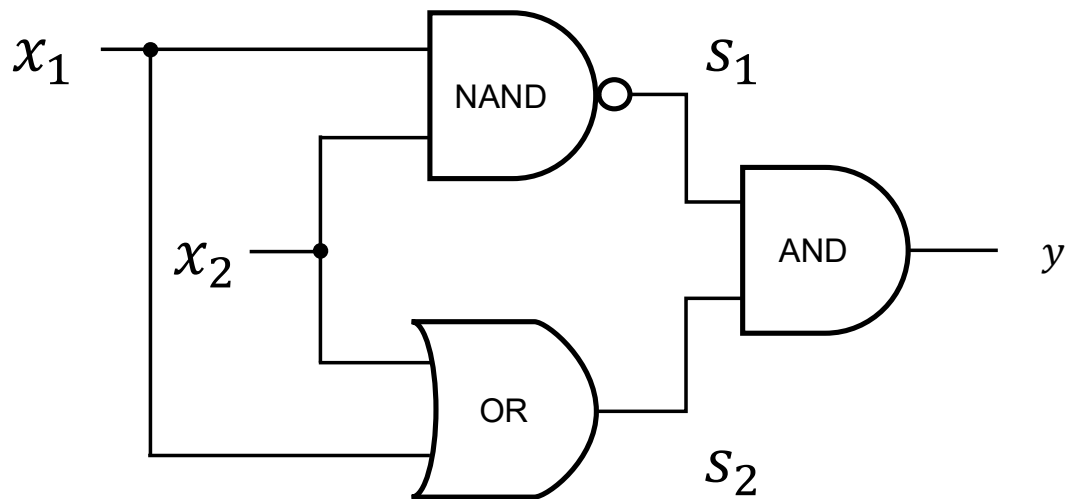 x₁
NAND
s₁
x₂
AND
y
OR
s₂